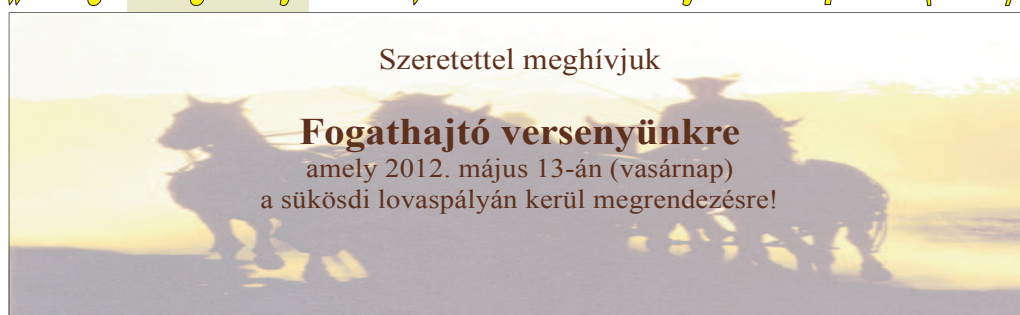 Szeretettel meghívjuk
Fogathajtó versenyünkre
amely 2012. május 13-án (vasárnap)
a sükösdi lovaspályán kerül megrendezésre!